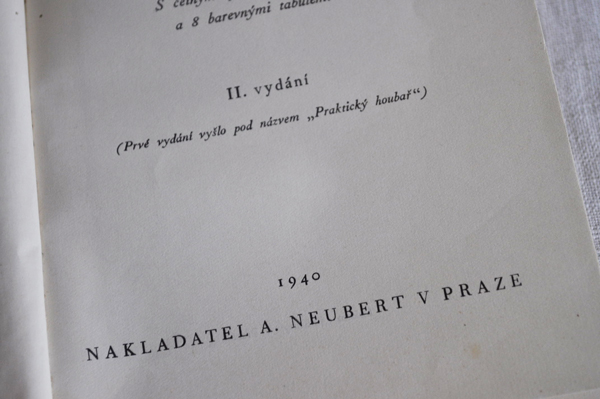 S
a 8 barevnými
II. vydání
(Prvé vydání vyšlo pod názvem „Praktický houbař“)
1940
NAKLADATEL A. NEUBERT V PRAZE